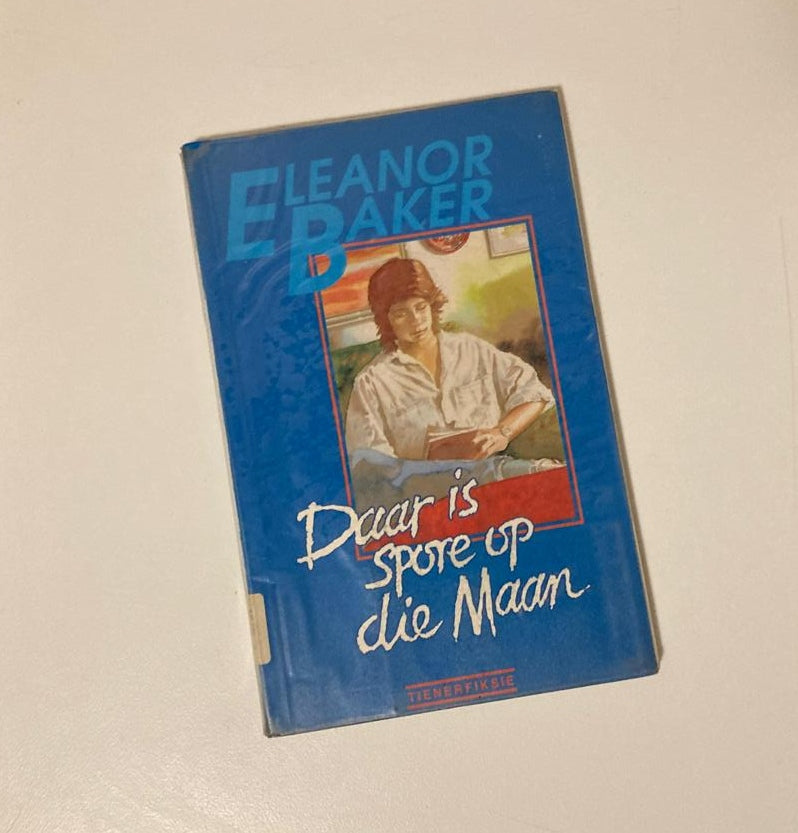 ELEANOR
BAKER
Daar is
spore op
die Maan
TIENERFIKSIE